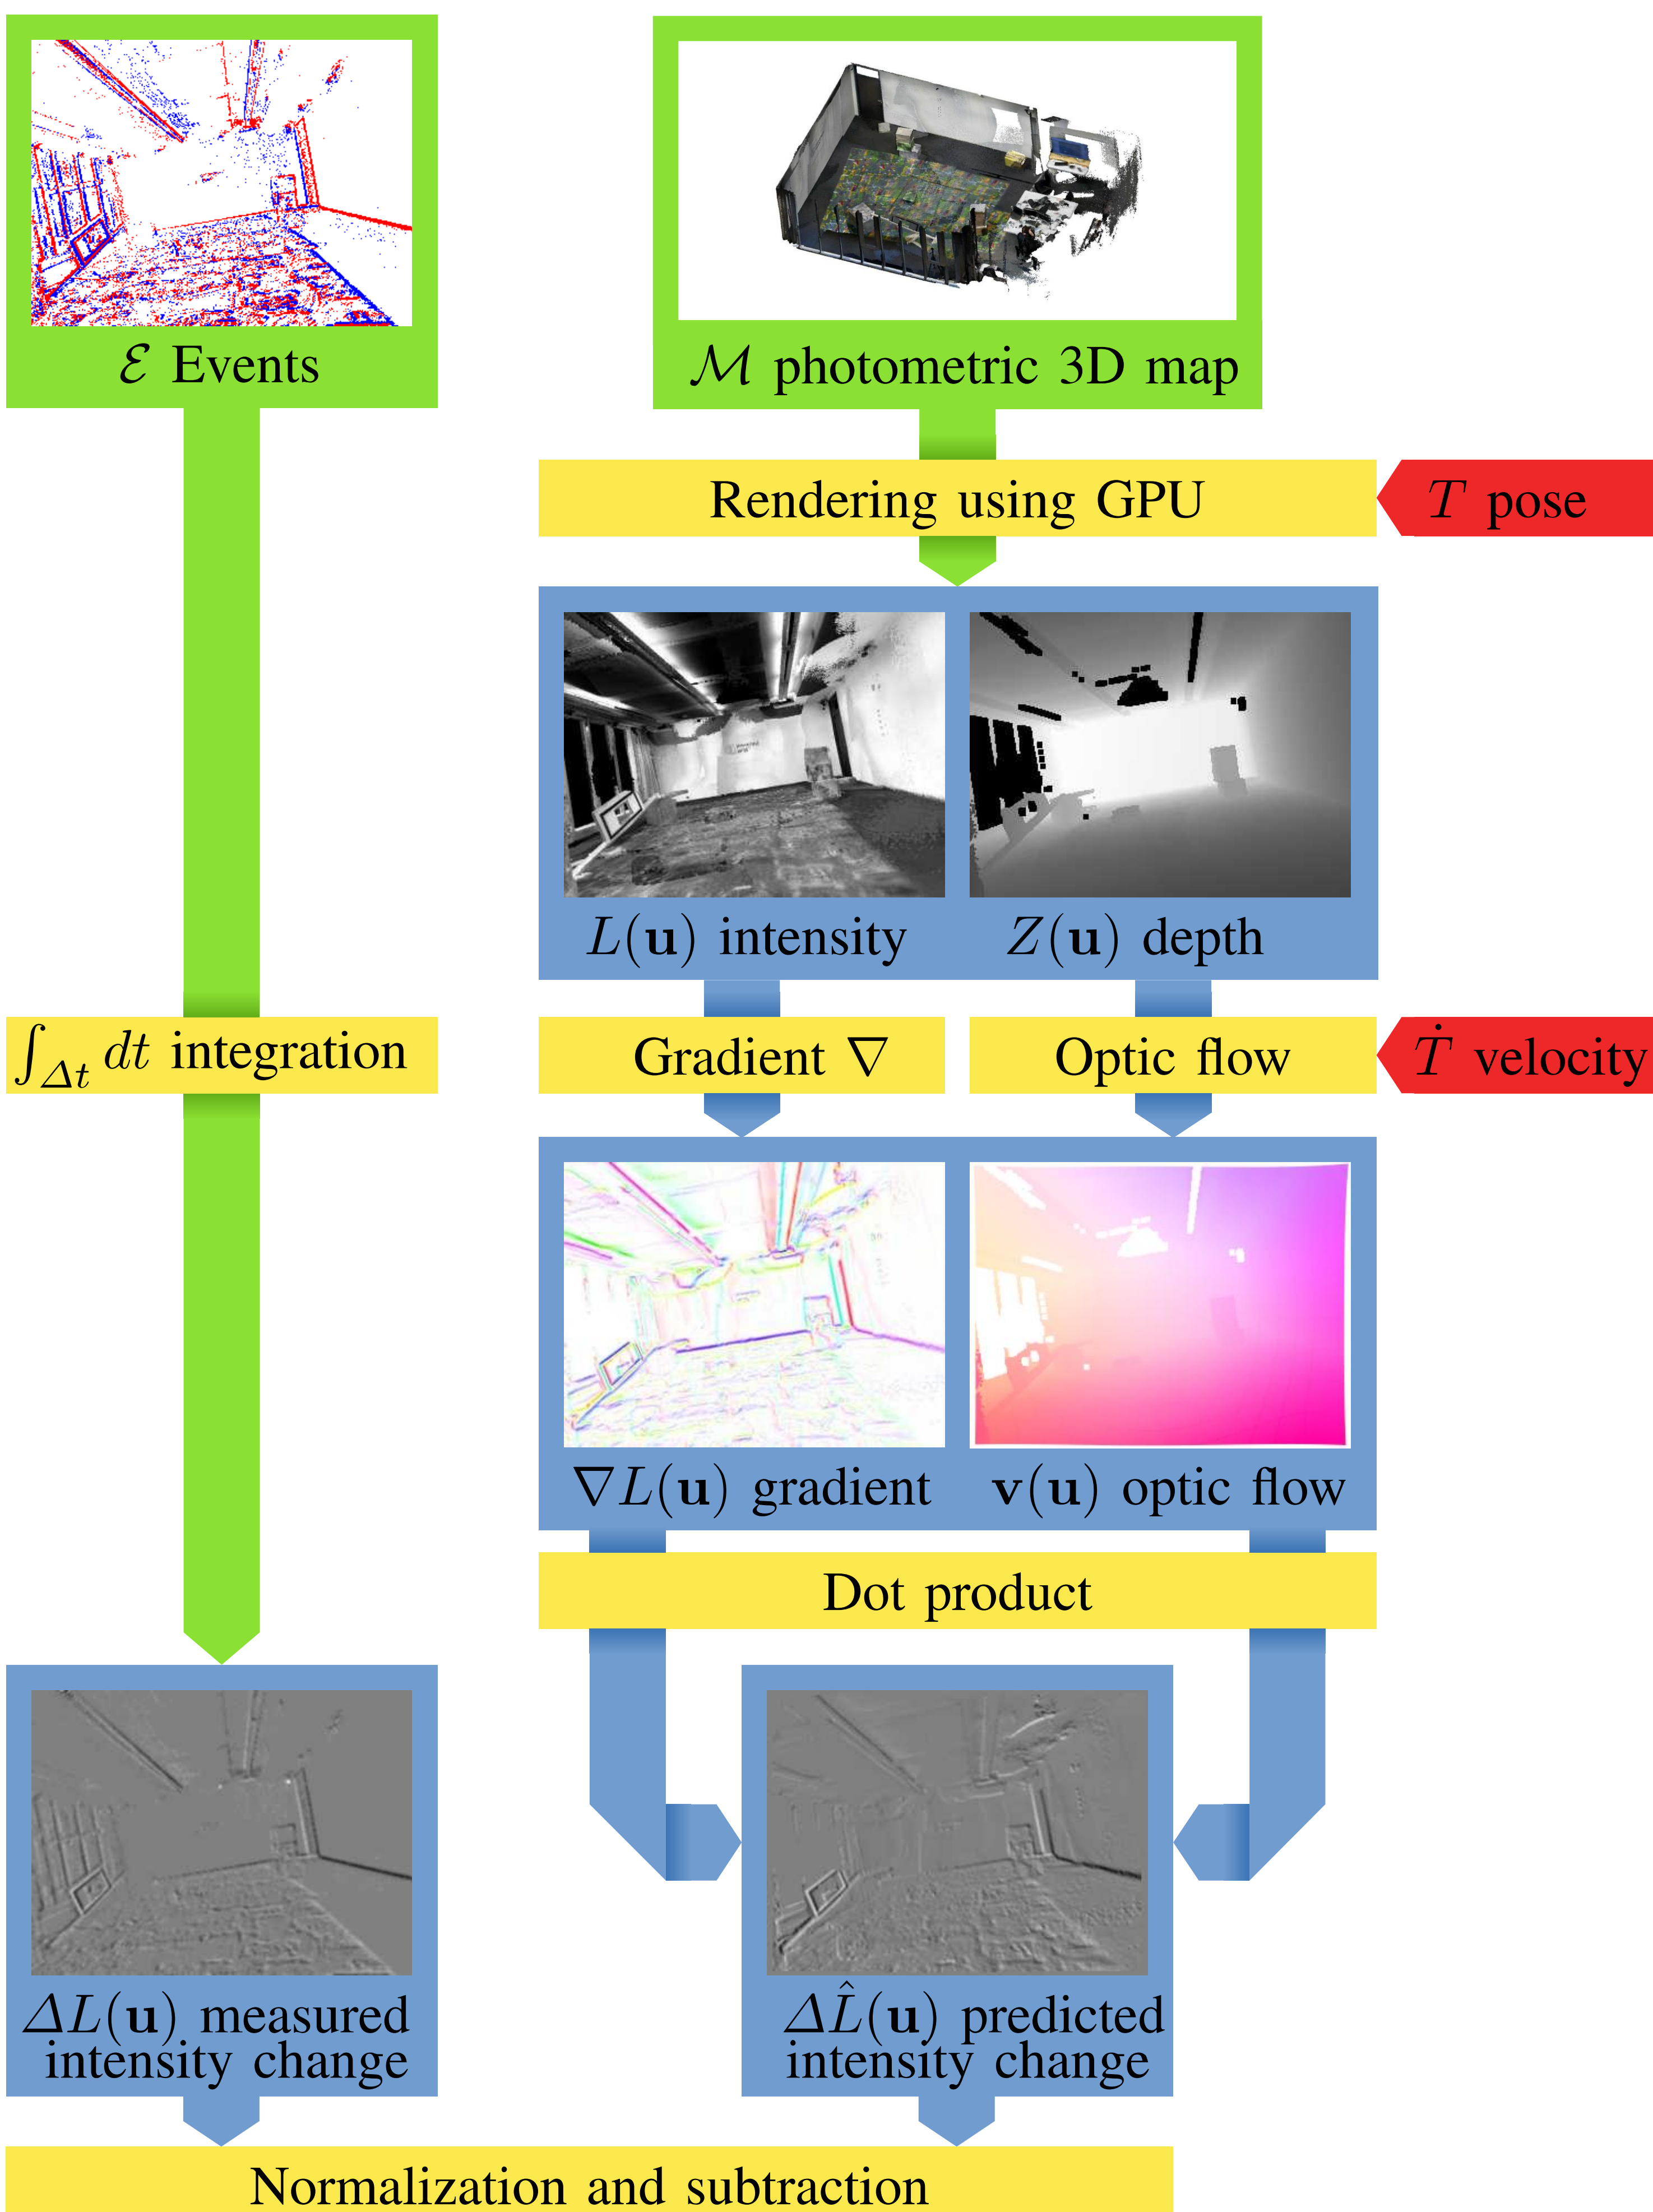 ℰ Events
ℳ photometric 3D map
Rendering using GPU
T pose
L(u) intensity
Z(u) depth
∫_Δt dt integration
Gradient ∇
Optic flow
Ṫ velocity
∇L(u) gradient
v(u) optic flow
Dot product
ΔL(u) measured
intensity change
ΔL̂(u) predicted
intensity change
Normalization and subtraction